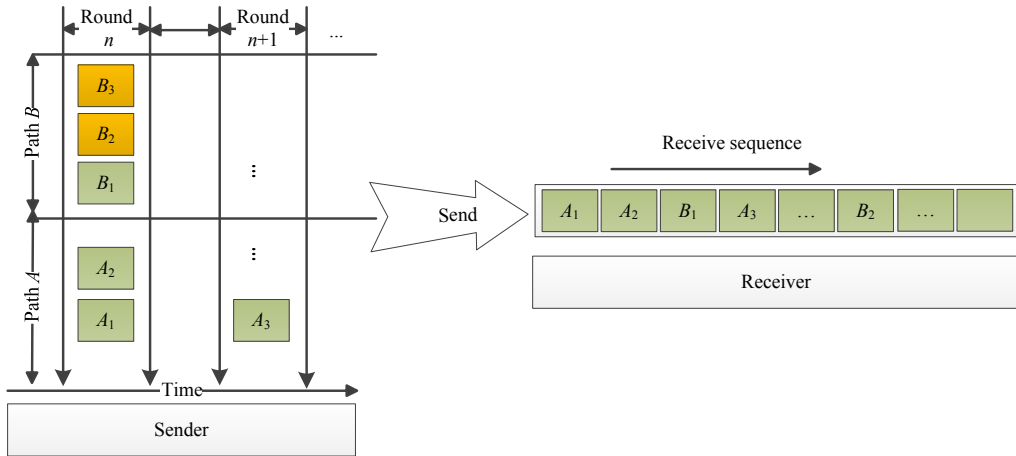 Round Round ...
n n+1
Path B
B3
B2
B1
...
Path A
A2
A1
...
A3
Time
Sender
Send
Receive sequence
A1 A2 B1 A3 … B2 …
Receiver